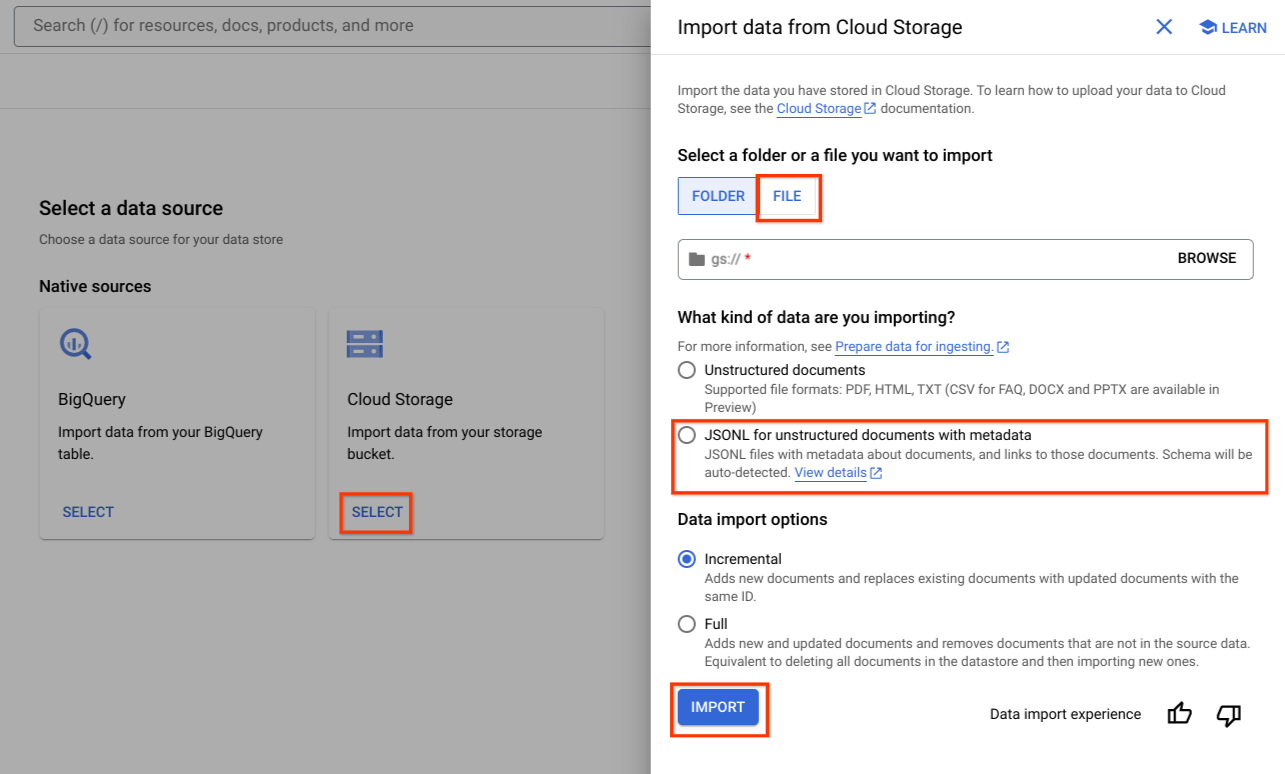 Search (/) for resources, docs, products, and more
Select a data source
Choose a data source for your data store
Native sources
BigQuery
Import data from your BigQuery
table.
SELECT
Cloud Storage
Import data from your storage
bucket.
SELECT
Import data from Cloud Storage
LEARN
Import the data you have stored in Cloud Storage. To learn how to upload your data to Cloud
Storage, see the Cloud Storage documentation.
Select a folder or a file you want to import
FOLDER
FILE
gs:// *
BROWSE
What kind of data are you importing?
For more information, see Prepare data for ingesting.
Unstructured documents
Supported file formats: PDF, HTML, TXT (CSV for FAQ, DOCX and PPTX are available in
Preview)
JSONL for unstructured documents with metadata
JSONL files with metadata about documents, and links to those documents. Schema will be
auto-detected. View details
Data import options
Incremental
Adds new documents and replaces existing documents with updated documents with the
same ID.
Full
Adds new and updated documents and removes documents that are not in the source data.
Equivalent to deleting all documents in the datastore and then importing new ones.
IMPORT
Data import experience